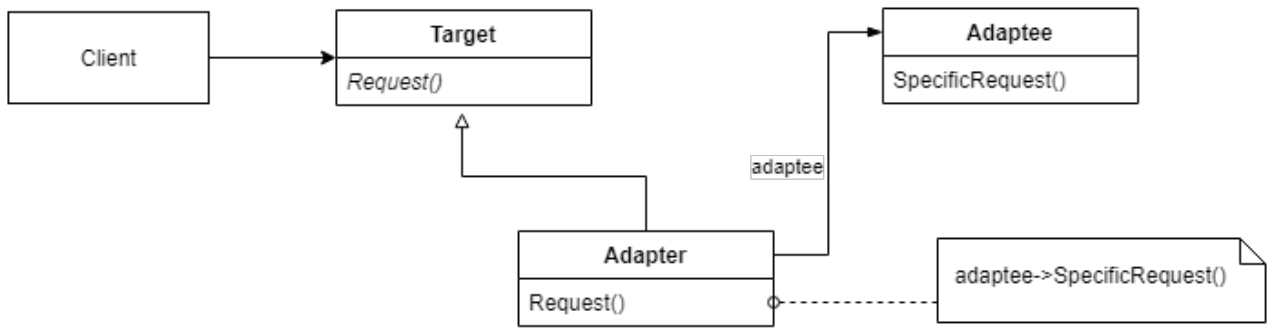 Client
Target
Request()
Adaptee
SpecificRequest()
adaptee
Adapter
Request()
adaptee->SpecificRequest()